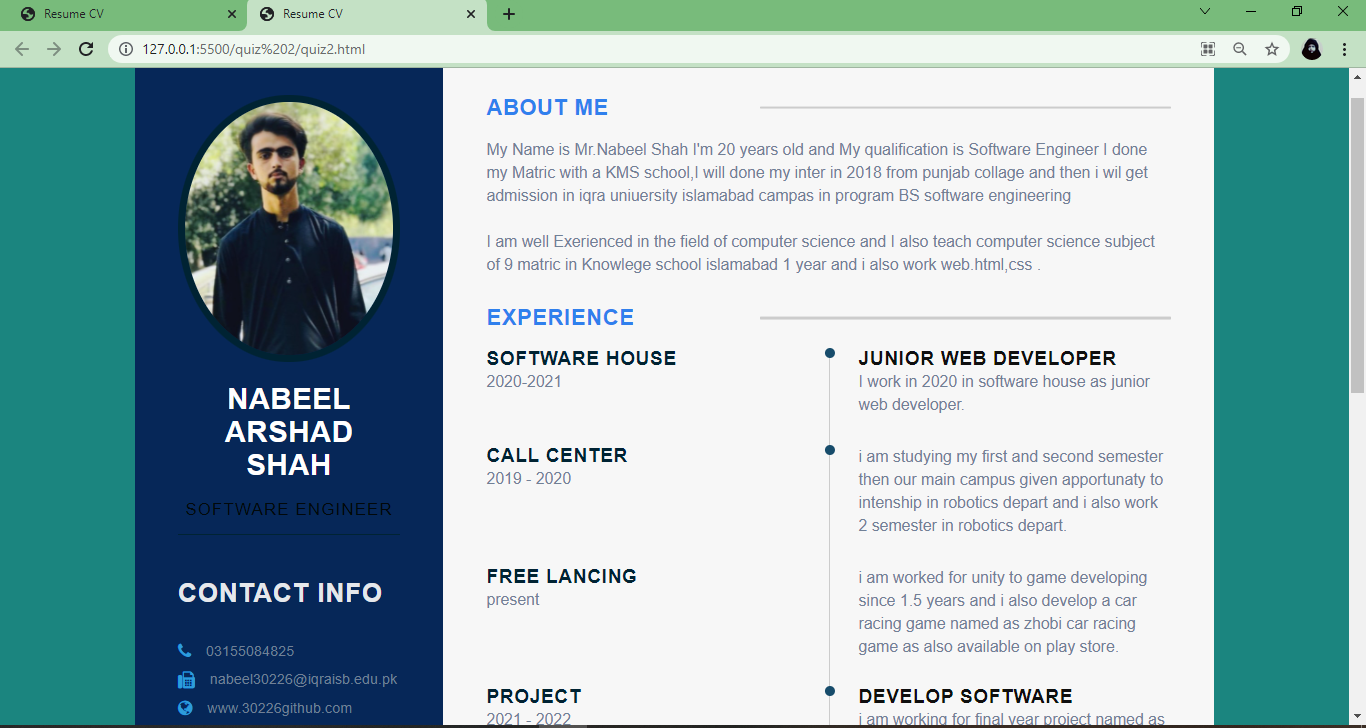 Resume CV
Resume CV
127.0.0.1:5500/quiz%202/quiz2.html
NABEEL
ARSHAD
SHAH
SOFTWARE ENGINEER
CONTACT INFO
03155084825
nabeel30226@iqraisb.edu.pk
www.30226github.com
ABOUT ME
My Name is Mr.Nabeel Shah I'm 20 years old and My qualification is Software Engineer I done
my Matric with a KMS school,I will done my inter in 2018 from punjab collage and then i wil get
admission in iqra uniuersity islamabad campas in program BS software engineering
I am well Exerienced in the field of computer science and I also teach computer science subject
of 9 matric in Knowlege school islamabad 1 year and i also work web.html,css .
EXPERIENCE
SOFTWARE HOUSE
2020-2021
JUNIOR WEB DEVELOPER
I work in 2020 in software house as junior
web developer.
CALL CENTER
2019 - 2020
i am studying my first and second semester
then our main campus given apportunaty to
intenship in robotics depart and i also work
2 semester in robotics depart.
FREE LANCING
present
i am worked for unity to game developing
since 1.5 years and i also develop a car
racing game named as zhobi car racing
game as also available on play store.
PROJECT
2021 - 2022
DEVELOP SOFTWARE
i am working for final year project named as